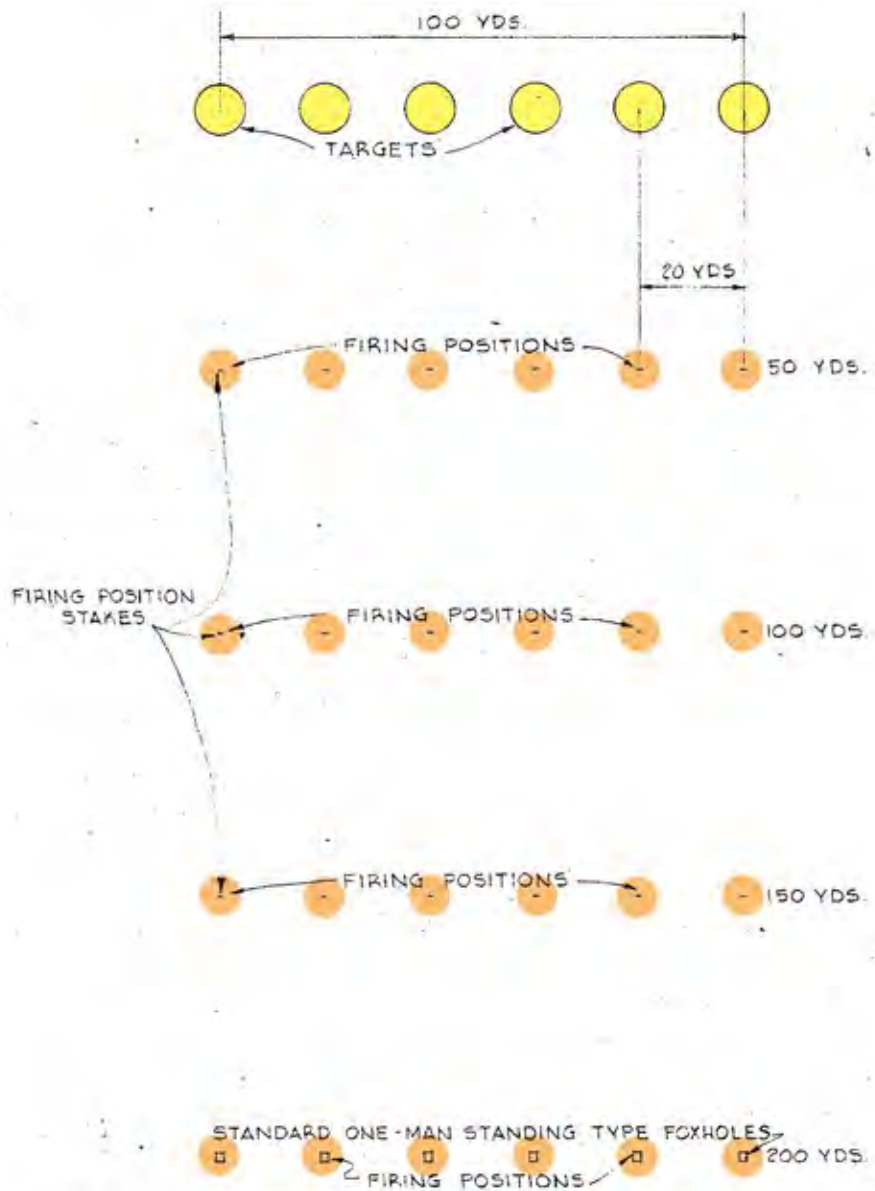 100 YDS.
TARGETS
20 YDS
FIRING POSITIONS
50 YDS.
FIRING POSITION
STAKES
FIRING POSITIONS
100 YDS.
FIRING POSITIONS
150 YDS.
STANDARD ONE-MAN STANDING TYPE FOXHOLES
200 YDS.
FIRING POSITIONS